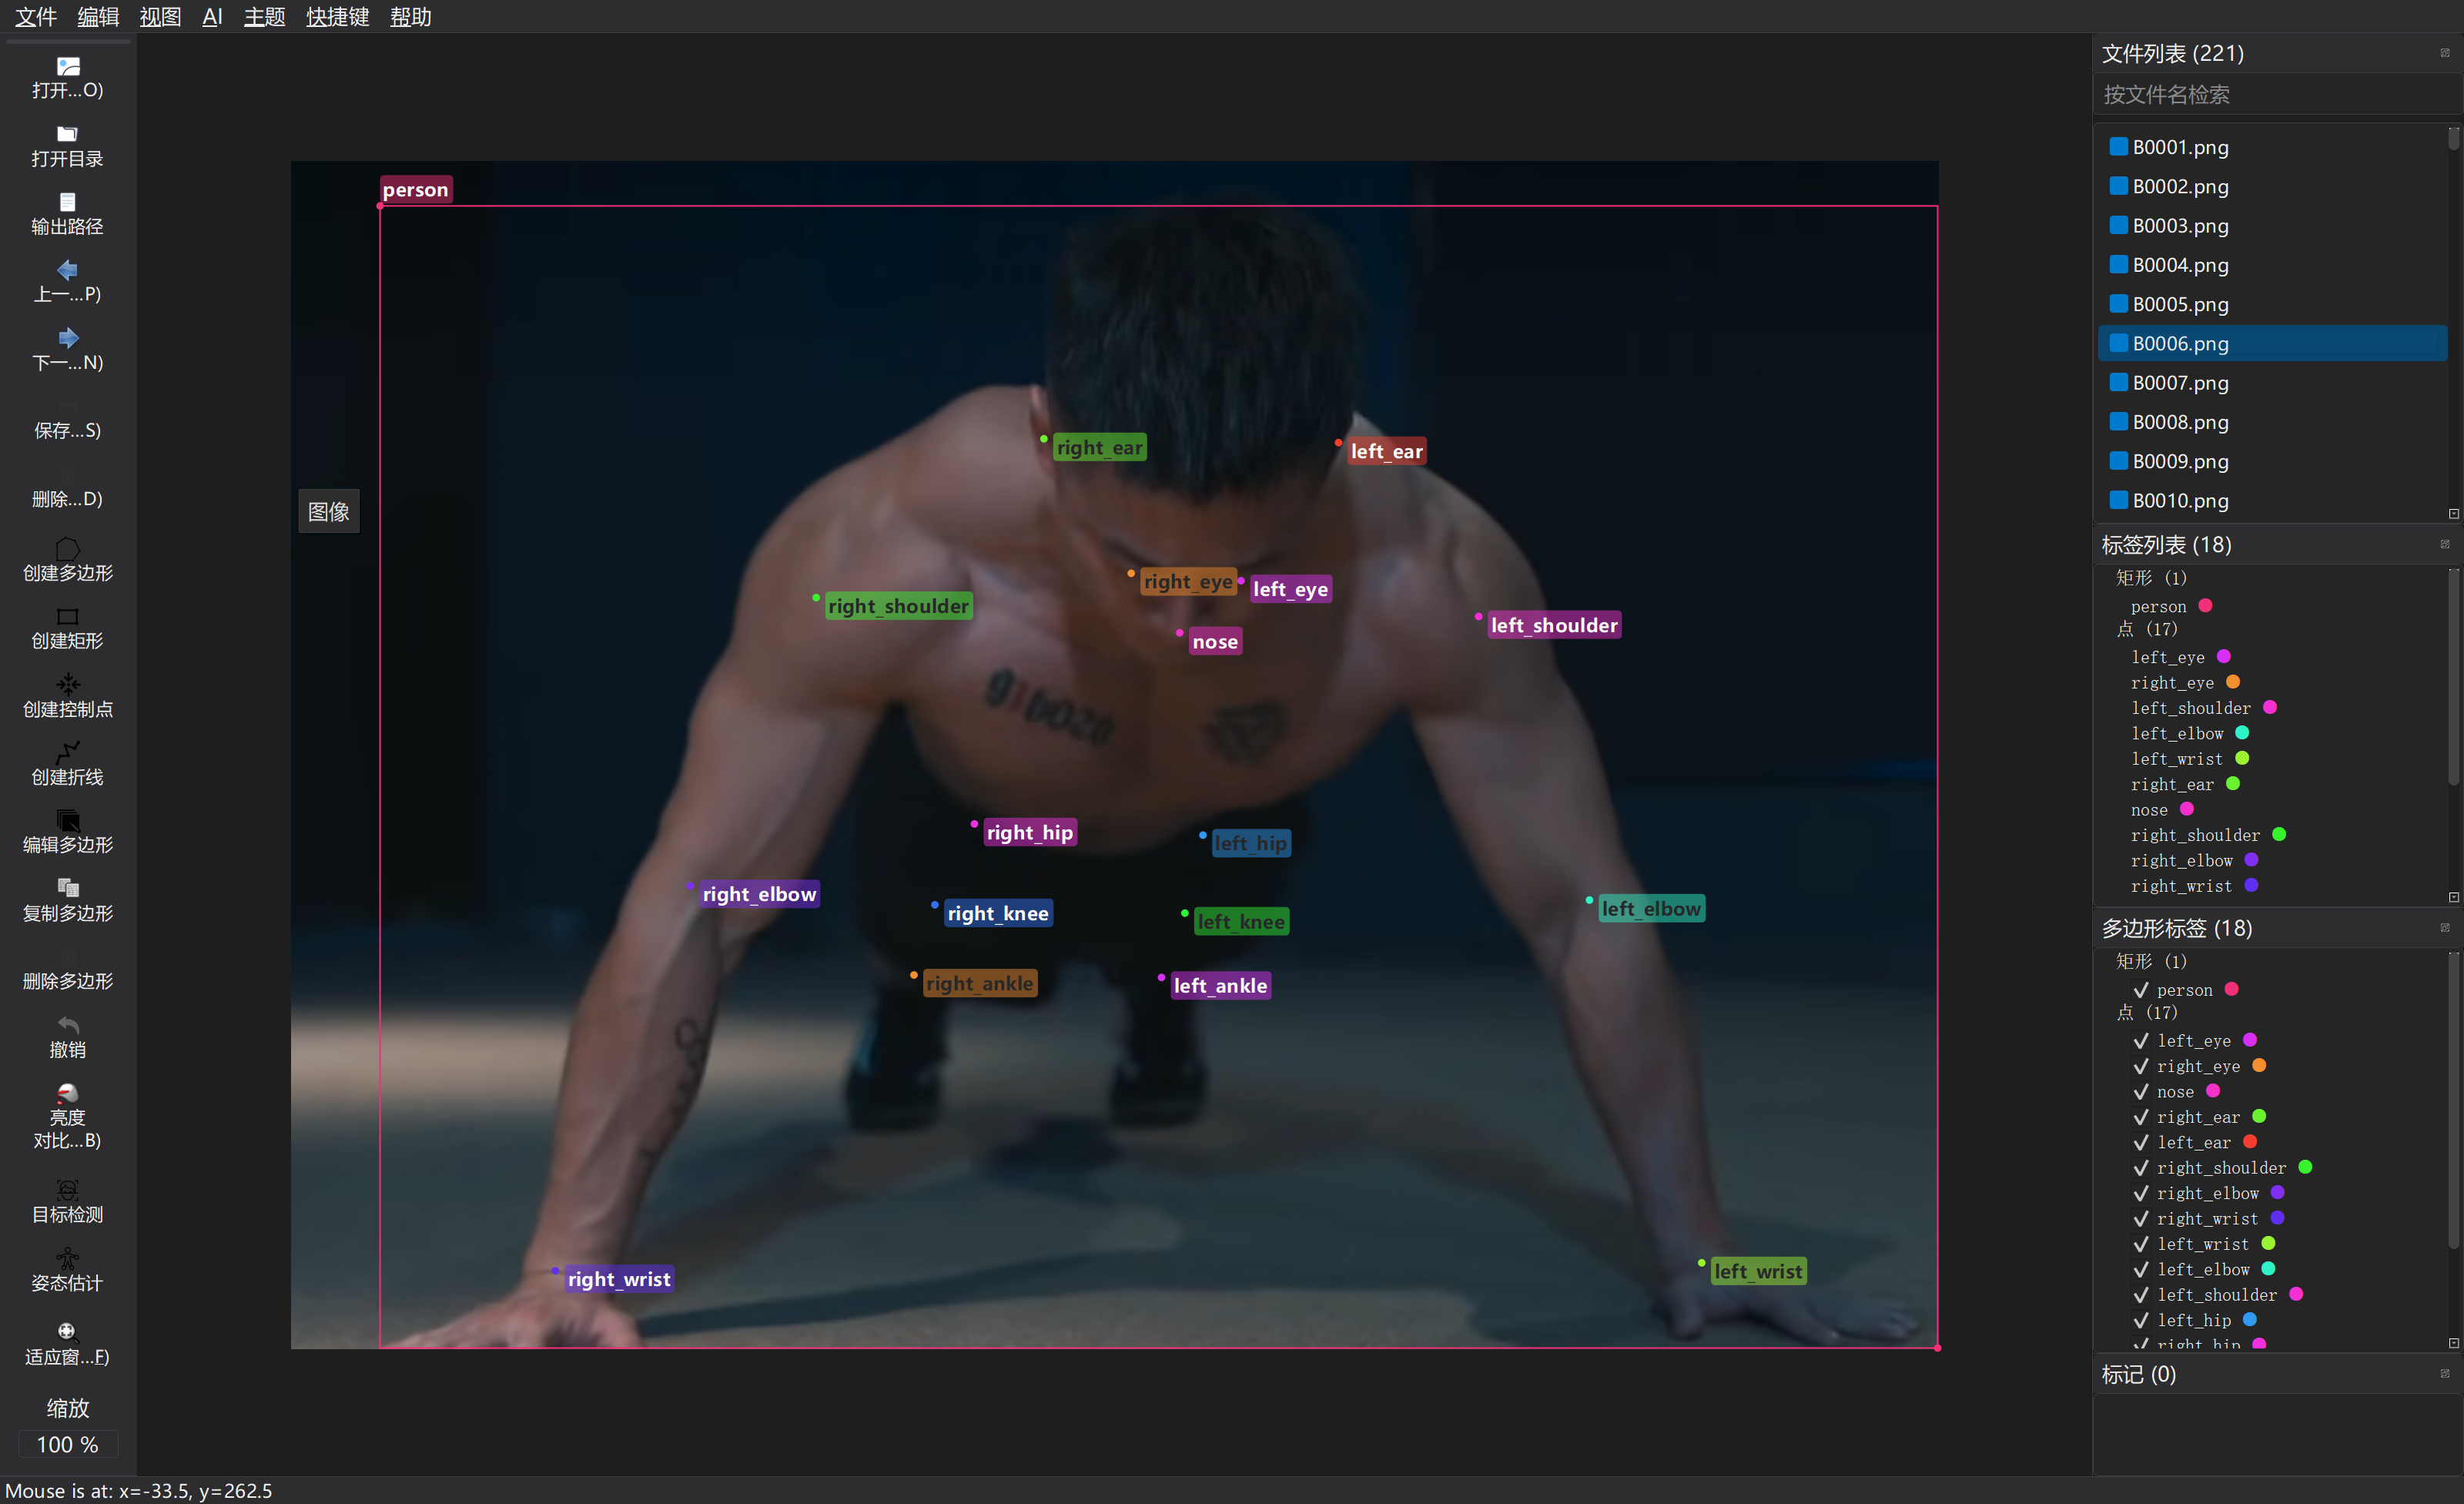 文件 编辑 视图 AI 主题 快捷键 帮助
打开...O)
打开目录
输出路径
上一...P)
下一...N)
保存...S)
删除...D)
创建多边形
创建矩形
创建控制点
创建折线
编辑多边形
复制多边形
删除多边形
撤销
亮度
对比...B)
目标检测
姿态估计
适应窗...F)
缩放
100 %
图像
person
right_ear
left_ear
right_eye
left_eye
right_shoulder
left_shoulder
nose
right_hip
left_hip
right_elbow
left_elbow
right_knee
left_knee
right_ankle
left_ankle
right_wrist
left_wrist
文件列表 (221)
按文件名检索
B0001.png
B0002.png
B0003.png
B0004.png
B0005.png
B0006.png
B0007.png
B0008.png
B0009.png
B0010.png
标签列表 (18)
矩形 (1)
person
点 (17)
left_eye
right_eye
left_shoulder
left_elbow
left_wrist
right_ear
nose
right_shoulder
right_elbow
right_wrist
多边形标签 (18)
矩形 (1)
person
点 (17)
left_eye
right_eye
nose
right_ear
left_ear
right_shoulder
right_elbow
right_wrist
left_wrist
left_elbow
left_shoulder
left_hip
right_hip
标记 (0)
Mouse is at: x=-33.5, y=262.5